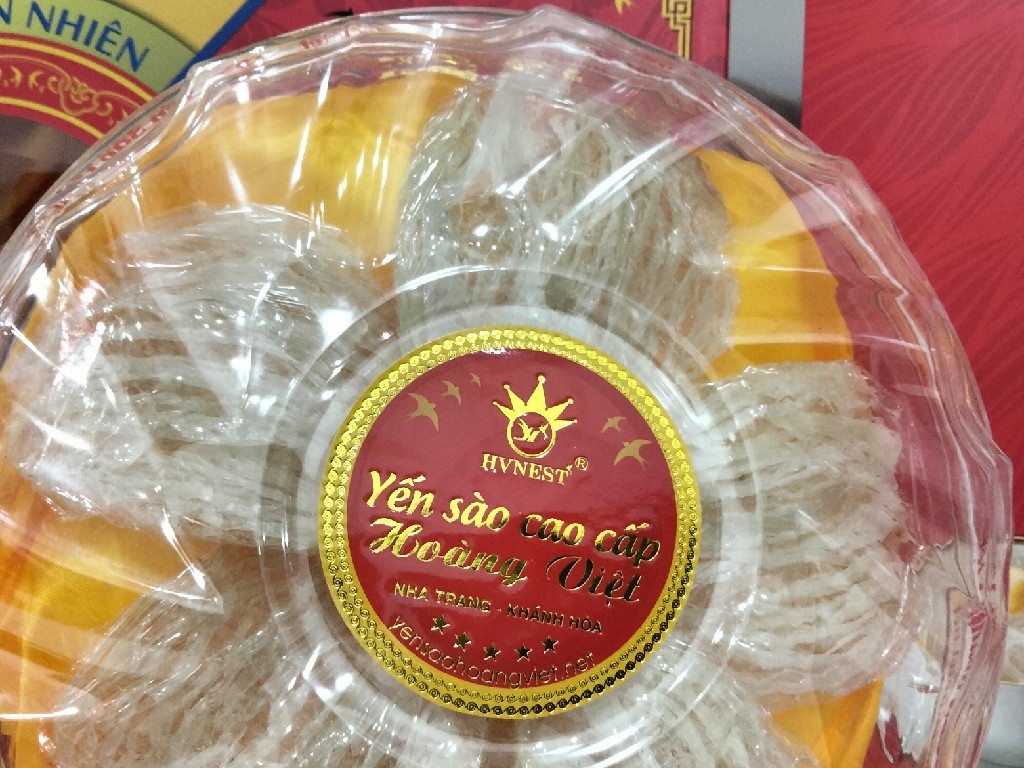 N NHIÊN
HVNEST®
Yến sào cao cấp
Hoàng Việt
NHA TRANG - KHÁNH HÒA
yensaohoangviet.net